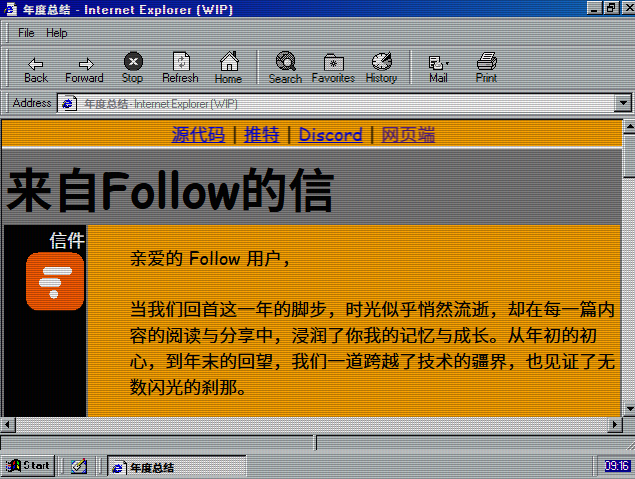 年度总结 - Internet Explorer (WIP)
File Help
Back Forward Stop Refresh Home Search Favorites History Mail Print
Address 年度总结 - Internet Explorer (WIP)
源代码 | 推特 | Discord | 网页端
来自Follow的信
信件
亲爱的 Follow 用户，
当我们回首这一年的脚步，时光似乎悄然流逝，却在每一篇内
容的阅读与分享中，浸润了你我的记忆与成长。从年初的初
心，到年末的回望，我们一道跨越了技术的疆界，也见证了无
数闪光的刹那。
Start 年度总结 09:16